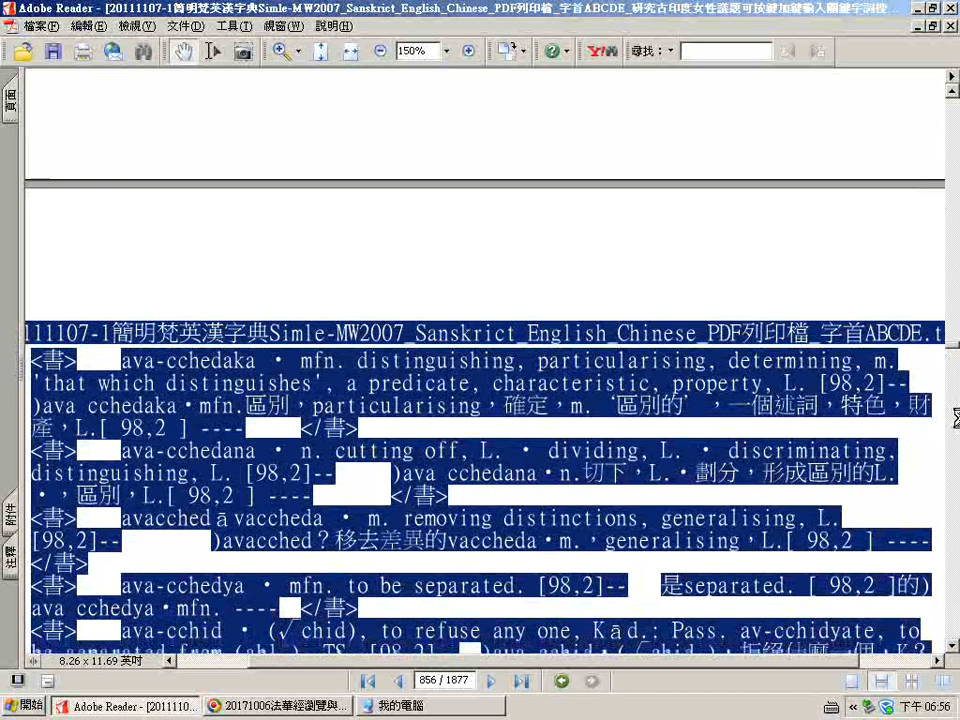 Adobe Reader - [20111107-1簡明梵英漢字典Simle-MW2007_Sanskrict_English_Chinese_PDF列印檔_字首ABCDE_研究古印度女性議題可按鍵加鍵輸入關鍵字詞搜...
檔案(F) 編輯(E) 檢視(V) 文件(D) 工具(T) 視窗(W) 說明(H)
150% Y! 尋找:
頁面
111107-1簡明梵英漢字典Simle-MW2007_Sanskrict_English_Chinese_PDF列印檔_字首ABCDE.t
<書> ava-cchedaka · mfn. distinguishing, particularising, determining, m.
'that which distinguishes', a predicate, characteristic, property, L. [98,2]--
)ava cchedaka·mfn.區別，particularising，確定，m.‘區別的’，一個述詞，特色，財
產，L.[ 98,2 ] ---- </書>
<書> ava-cchedana · n. cutting off, L. · dividing, L. · discriminating,
distinguishing, L. [98,2]-- )ava cchedana·n.切下，L.·劃分，形成區別的L.
·，區別，L.[ 98,2 ] ---- </書>
<書> avacchedāvaccheda · m. removing distinctions, generalising, L.
[98,2]-- )avacched？移去差異的vaccheda·m.，generalising，L.[ 98,2 ] ----
</書>
<書> ava-cchedya · mfn. to be separated. [98,2]-- 是separated. [ 98,2 ]的)
ava cchedya·mfn. ---- </書>
<書> ava-cchid · (√chid), to refuse any one, Kād.: Pass. av-cchidyate, to
附件
注釋
8.26 x 11.69 英吋
856 / 1877
開始 Adobe Reader - [2011110... 20171006法華經瀏覽與... 我的電腦 下午 06:56